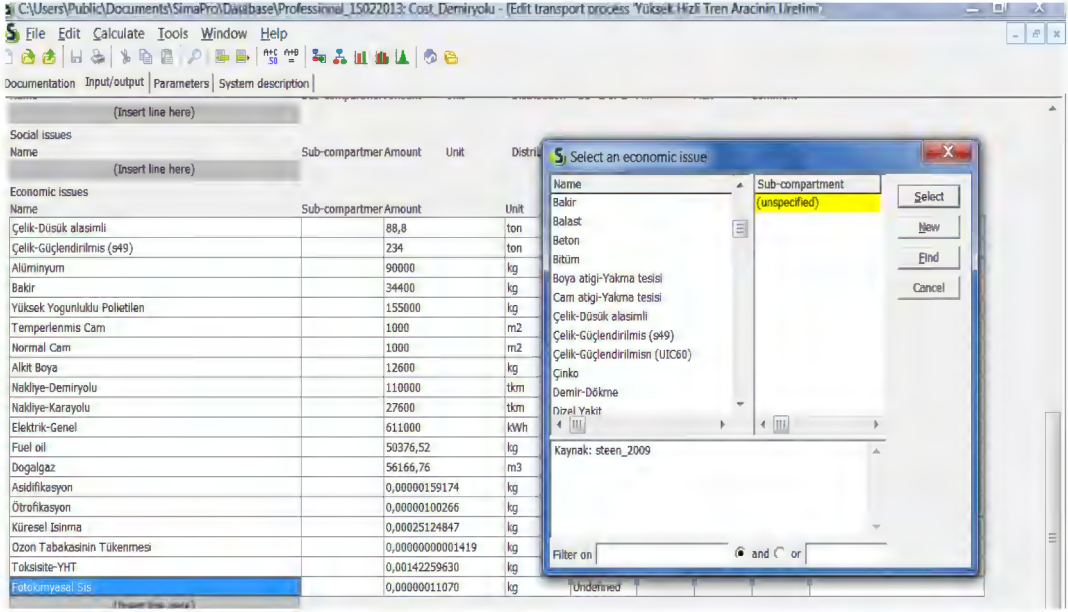 C:\Users\Public\Documents\SimaPro\Database\Professional_15022013: Cost_Demiryolu - (Edit transport process 'Yüksek Hizli Tren Aracinin Üretimi'
File Edit Calculate Tools Window Help
Documentation Input/output Parameters System description
(Insert line here)
Social issues
Name Sub-compartmer Amount Unit Distrib
(Insert line here)
Economic issues
Name Sub-compartmer Amount Unit
Çelik-Düsük alasimli 88,8 ton
Çelik-Güçlendirilmis (s49) 234 ton
Alüminyum 90000 kg
Bakir 34400 kg
Yüksek Yogunluklu Polietilen 155000 kg
Temperlenmis Cam 1000 m2
Normal Cam 1000 m2
Alkit Boya 12600 kg
Nakliye-Demiryolu 110000 tkm
Nakliye-Karayolu 27600 tkm
Elektrik-Genel 611000 kWh
Fuel oil 50376,52 kg
Dogalgaz 56166,76 m3
Asidifikasyon 0,00000159174 kg
Ötrofikasyon 0,00000100266 kg
Küresel Isinma 0,00025124847 kg
Ozon Tabakasinin Tükenmesi 0,00000000001419 kg
Toksisite-YHT 0,00142259630 kg
Fotokimyasal Sis 0,00000011070 kg Undefined
(Insert line here)
Select an economic issue
Name Sub-compartment
Bakir (unspecified)
Balast
Beton
Bitüm
Boya atigi-Yakma tesisi
Cam atigi-Yakma tesisi
Çelik-Düsük alasimli
Çelik-Güçlendirilmis (s49)
Çelik-Güçlendirilmisn (UIC60)
Çinko
Demir-Dökme
Dizel Yakit
Select
New
Find
Cancel
Kaynak: steen_2009
Filter on and or